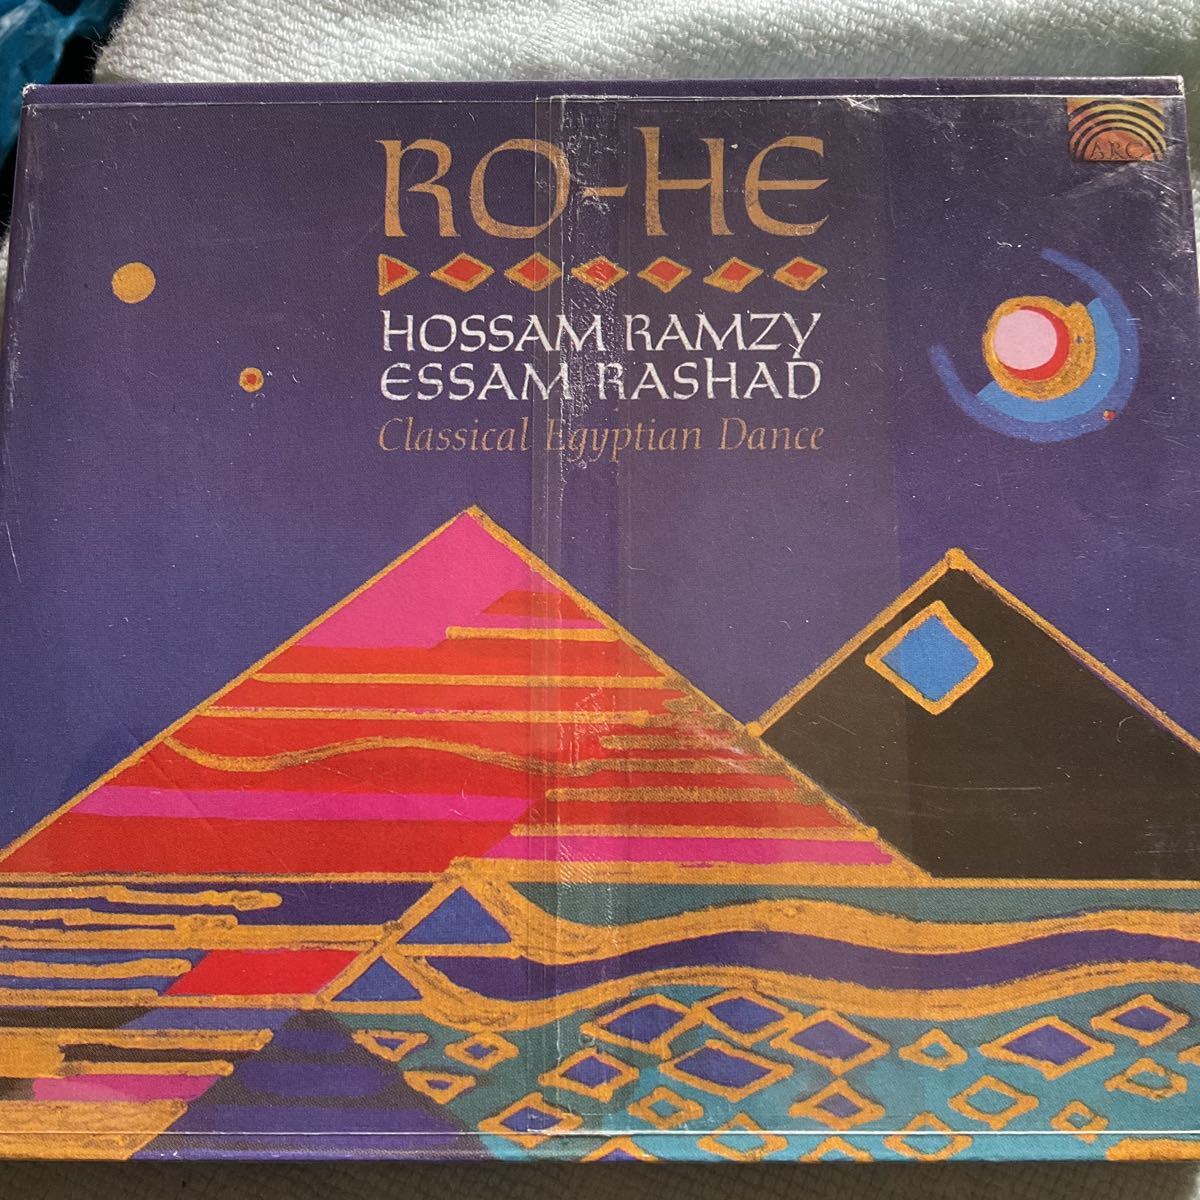 RO-HE
ARC
HOSSAM RAMZY
ESSAM RASHAD
Classical Egyptian Dance